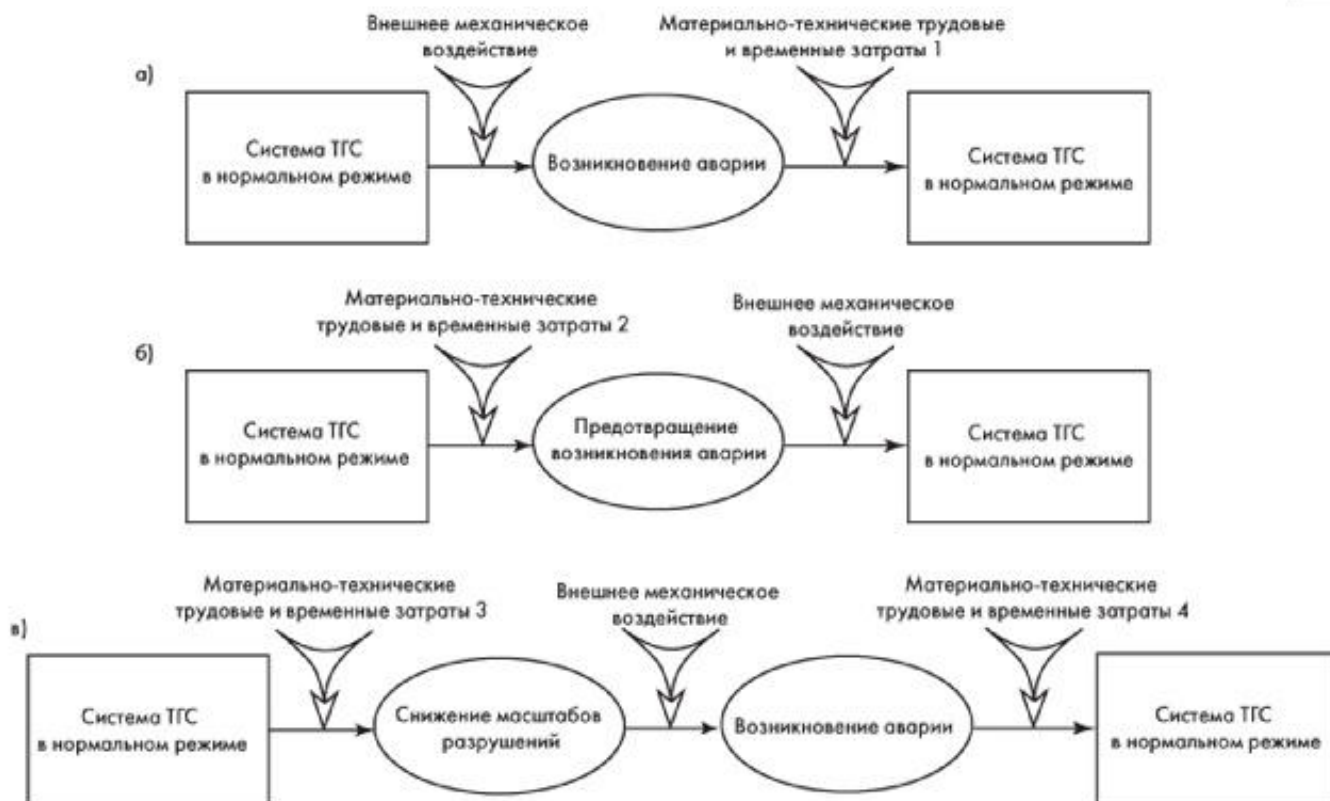 Внешнее механическое
воздействие
Материально-технические трудовые
и временные затраты 1
а)
Система ТГС
в нормальном режиме
Возникновение аварии
Система ТГС
в нормальном режиме
Материально-технические
трудовые и временные затраты 2
Внешнее механическое
воздействие
б)
Система ТГС
в нормальном режиме
Предотвращение
возникновения аварии
Система ТГС
в нормальном режиме
Материально-технические
трудовые и временные затраты 3
Внешнее механическое
воздействие
Материально-технические
трудовые и временные затраты 4
в)
Система ТГС
в нормальном режиме
Снижение масштабов
разрушений
Возникновение аварии
Система ТГС
в нормальном режиме